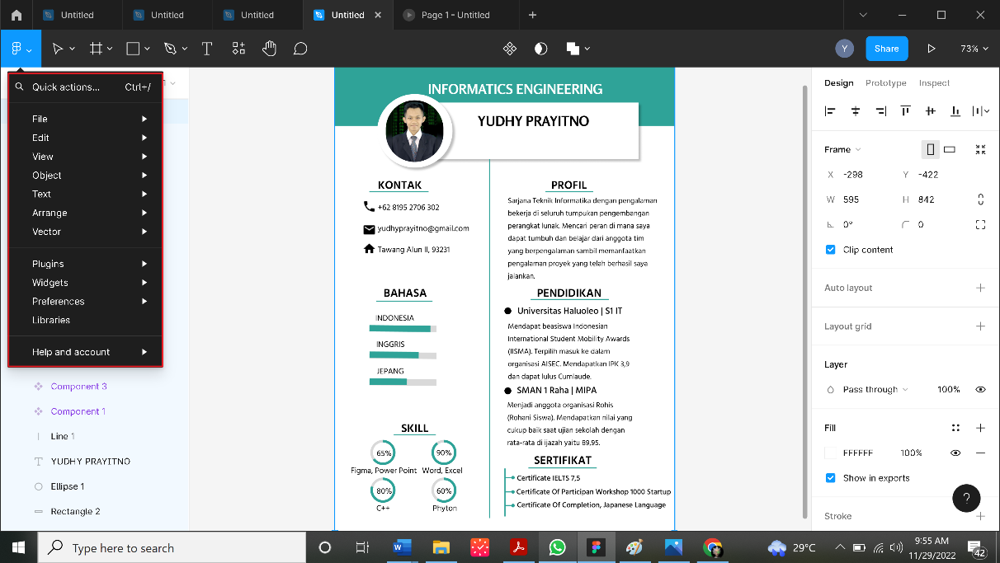 Untitled
Untitled
Untitled
Untitled
Page 1 - Untitled
Y
Share
73%
Quick actions...
Ctrl+/
File
Edit
View
Object
Text
Arrange
Vector
Plugins
Widgets
Preferences
Libraries
Help and account
Component 3
Component 1
Line 1
YUDHY PRAYITNO
Ellipse 1
Rectangle 2
INFORMATICS ENGINEERING
YUDHY PRAYITNO
KONTAK
+62 8195 2706 302
yudhyprayitno@gmail.com
Tawang Alun II, 93231
BAHASA
INDONESIA
INGGRIS
JEPANG
SKILL
65%
90%
Figma, Power Point
Word, Excel
80%
60%
C++
Phyton
PROFIL
Sarjana Teknik Informatika dengan pengalaman
bekerja di seluruh tumpukan pengembangan
perangkat lunak. Mencari peran di mana saya
dapat tumbuh dan belajar dari anggota tim
yang berpengalaman sambil memanfaatkan
pengalaman proyek yang telah berhasil saya
jalankan.
PENDIDIKAN
Universitas Haluoleo | S1 IT
Mendapat beasiswa Indonesian
International Student Mobility Awards
(IISMA). Terpilih masuk ke dalam
organisasi AISEC. Mendapatkan IPK 3,9
dan dapat lulus Cumlaude.
SMAN 1 Raha | MIPA
Menjadi anggota organisasi Rohis
(Rohani Siswa). Mendapatkan nilai yang
cukup baik saat ujian sekolah dengan
rata-rata di ijazah yaitu 89,95.
SERTIFIKAT
Certificate IELTS 7,5
Certificate Of Participan Workshop 1000 Startup
Certificate Of Completion, Japanese Language
Design
Prototype
Inspect
Frame
X -298
Y -422
W 595
H 842
0°
0
Clip content
Auto layout
Layout grid
Layer
Pass through
100%
Fill
FFFFFF
100%
Show in exports
Stroke
?
Type here to search
29°C
9:55 AM
11/29/2022
42